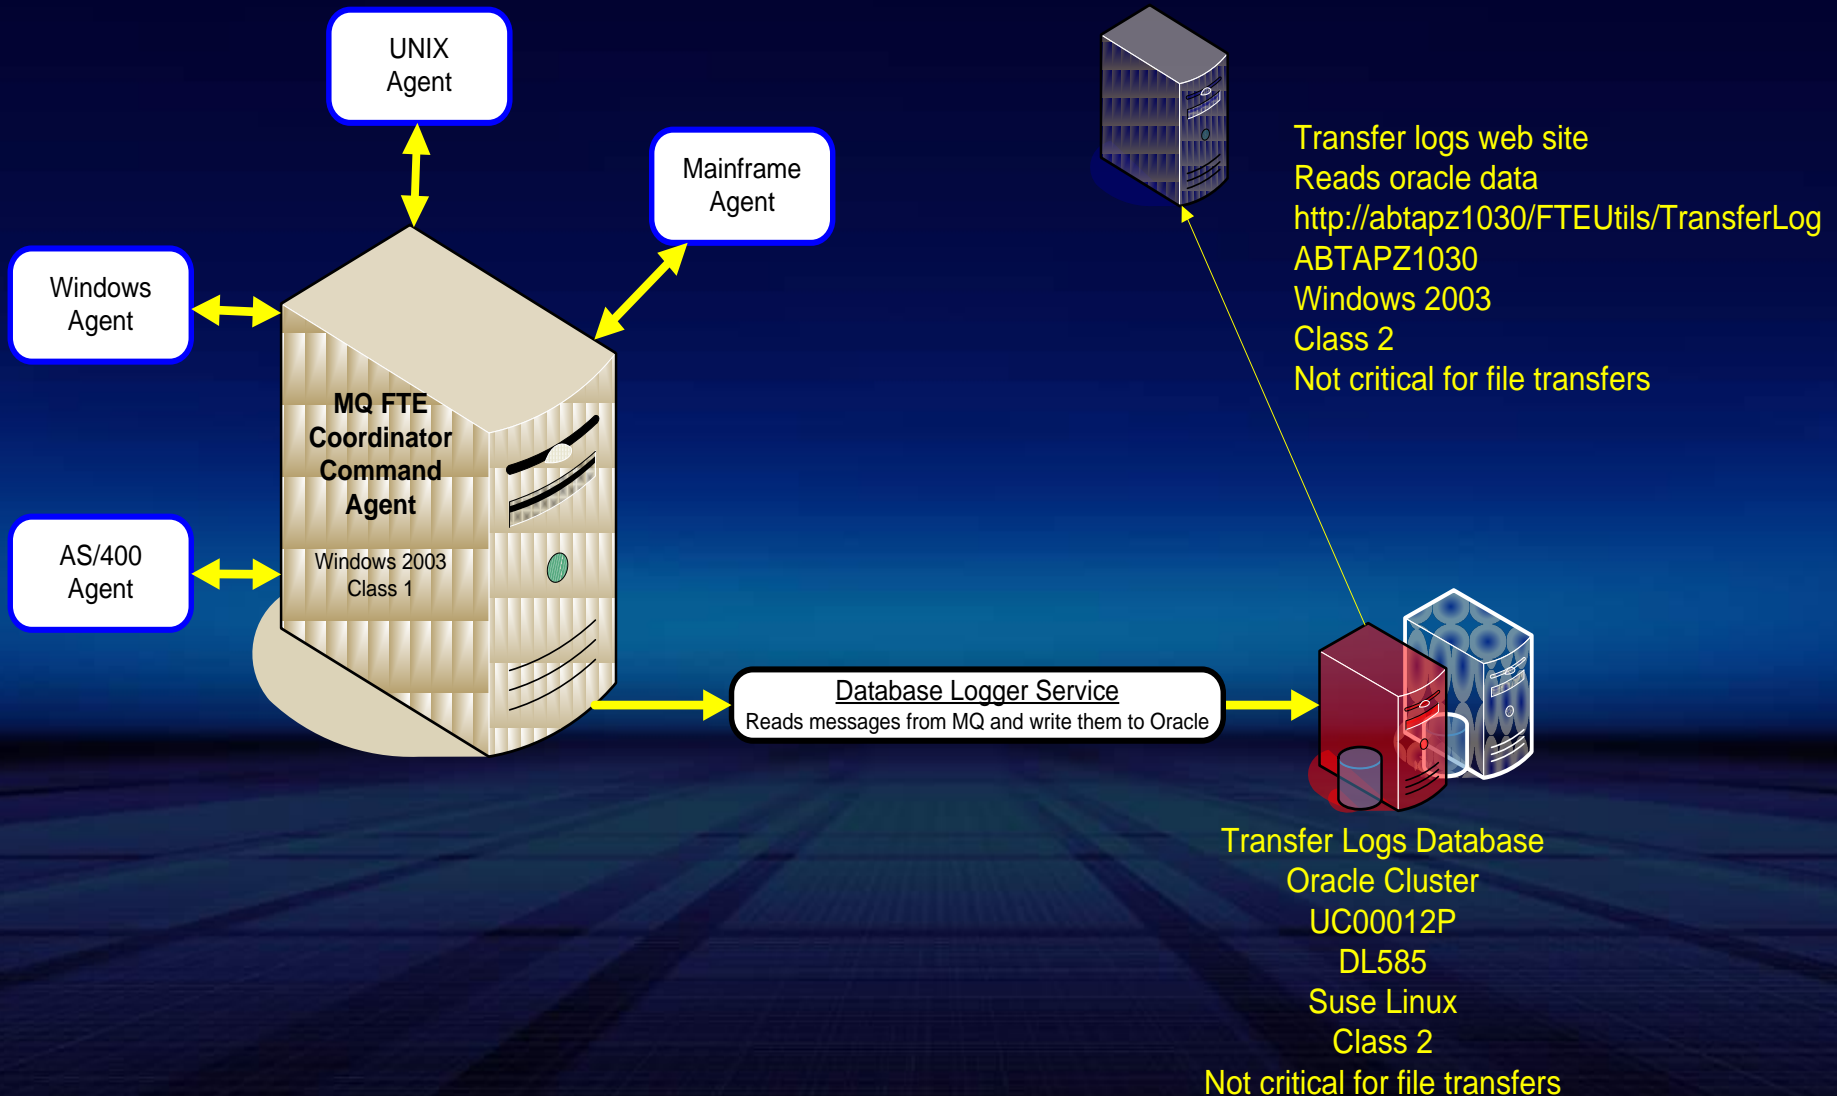 UNIX
Agent
Mainframe
Agent
Windows
Agent
AS/400
Agent
MQ FTE
Coordinator
Command
Agent
Windows 2003
Class 1
Database Logger Service
Reads messages from MQ and write them to Oracle
Transfer logs web site
Reads oracle data
http://abtapz1030/FTEUtils/TransferLog
ABTAPZ1030
Windows 2003
Class 2
Not critical for file transfers
Transfer Logs Database
Oracle Cluster
UC00012P
DL585
Suse Linux
Class 2
Not critical for file transfers